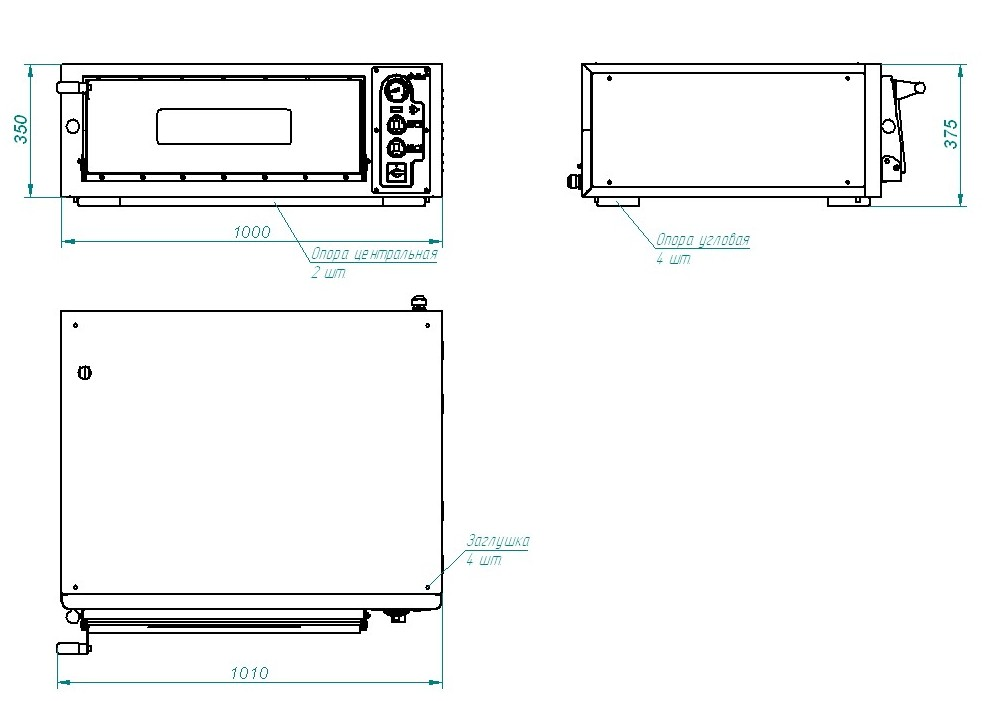 350
375
1000
Опора центральная
2 шт.
Опора угловая
4 шт.
Заглушка
4 шт.
1010